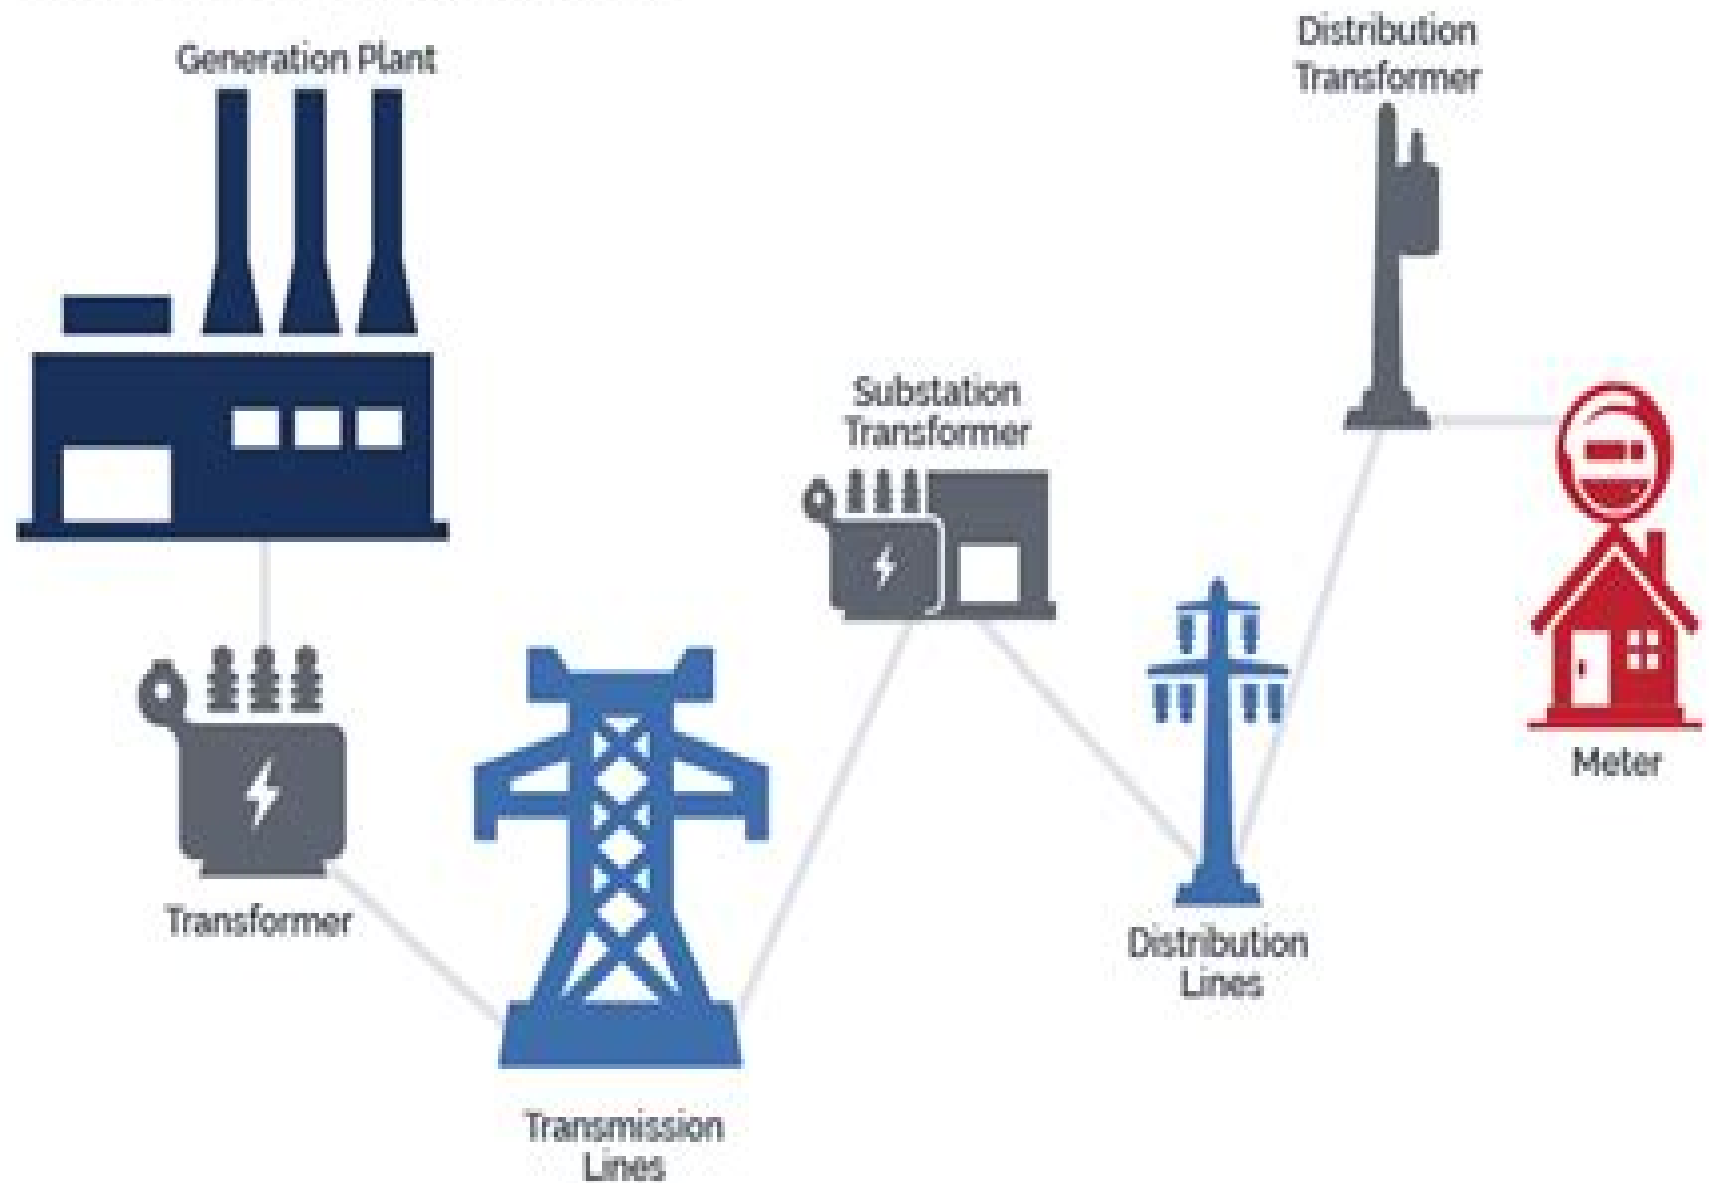 Generation Plant
Distribution
Transformer
Substation
Transformer
Transformer
Distribution
Lines
Meter
Transmission
Lines